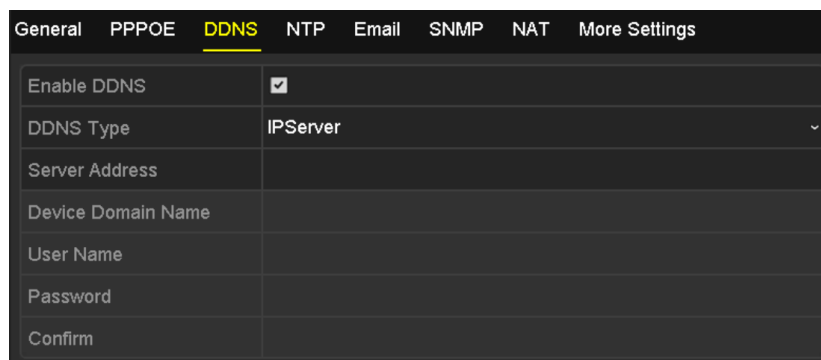 General PPPOE DDNS NTP Email SNMP NAT More Settings
Enable DDNS
DDNS Type IPServer
Server Address
Device Domain Name
User Name
Password
Confirm